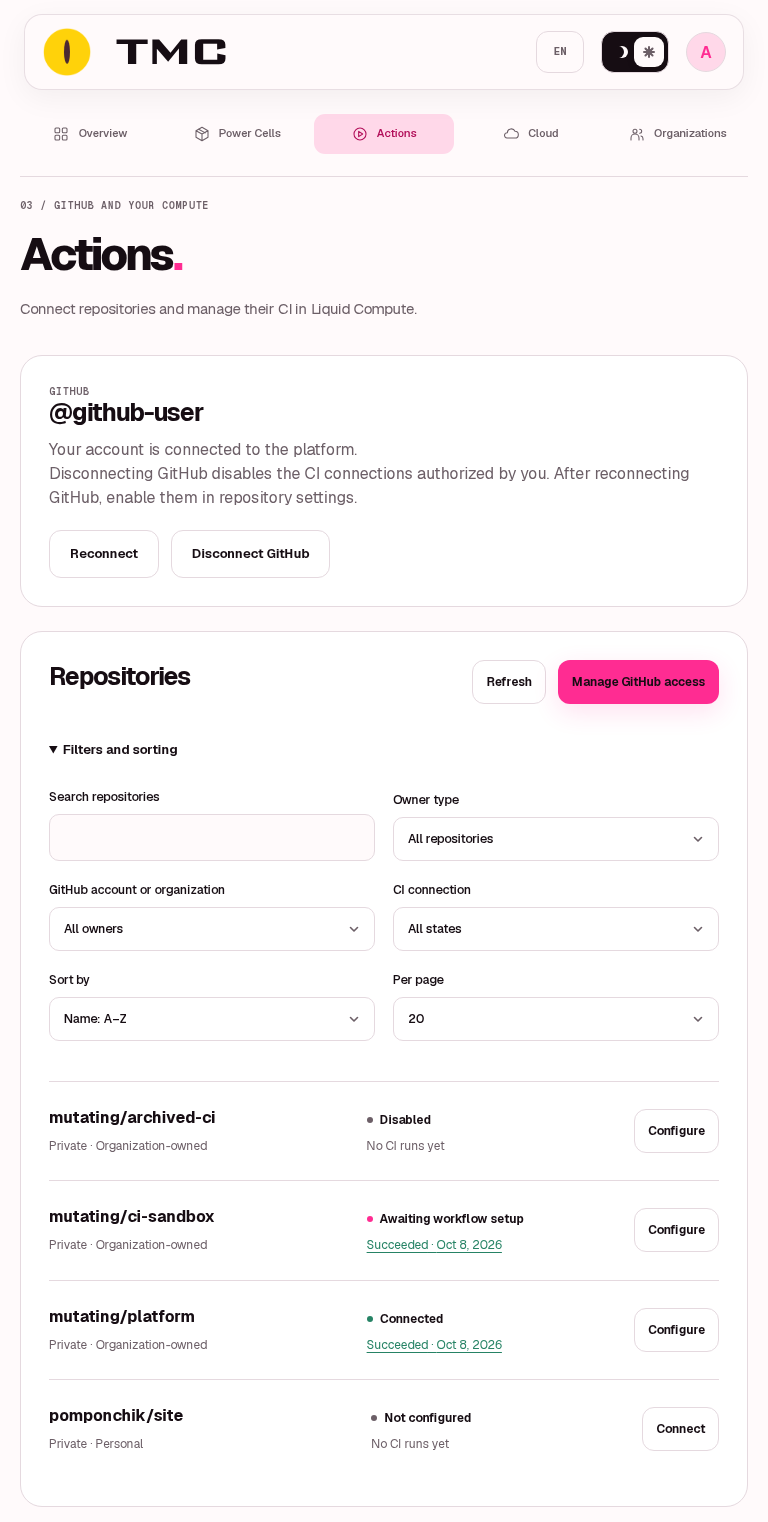 TMC
EN
A
Overview
Power Cells
Actions
Cloud
Organizations
03 / GITHUB AND YOUR COMPUTE
Actions.
Connect repositories and manage their CI in Liquid Compute.
GITHUB
@github-user
Your account is connected to the platform.
Disconnecting GitHub disables the CI connections authorized by you. After reconnecting
GitHub, enable them in repository settings.
Reconnect
Disconnect GitHub
Repositories
Refresh
Manage GitHub access
Filters and sorting
Search repositories
Owner type
All repositories
GitHub account or organization
CI connection
All owners
All states
Sort by
Per page
Name: A–Z
20
mutating/archived-ci
Disabled
Private · Organization-owned
No CI runs yet
Configure
mutating/ci-sandbox
Awaiting workflow setup
Private · Organization-owned
Succeeded · Oct 8, 2026
Configure
mutating/platform
Connected
Private · Organization-owned
Succeeded · Oct 8, 2026
Configure
pomponchik/site
Not configured
Private · Personal
No CI runs yet
Connect